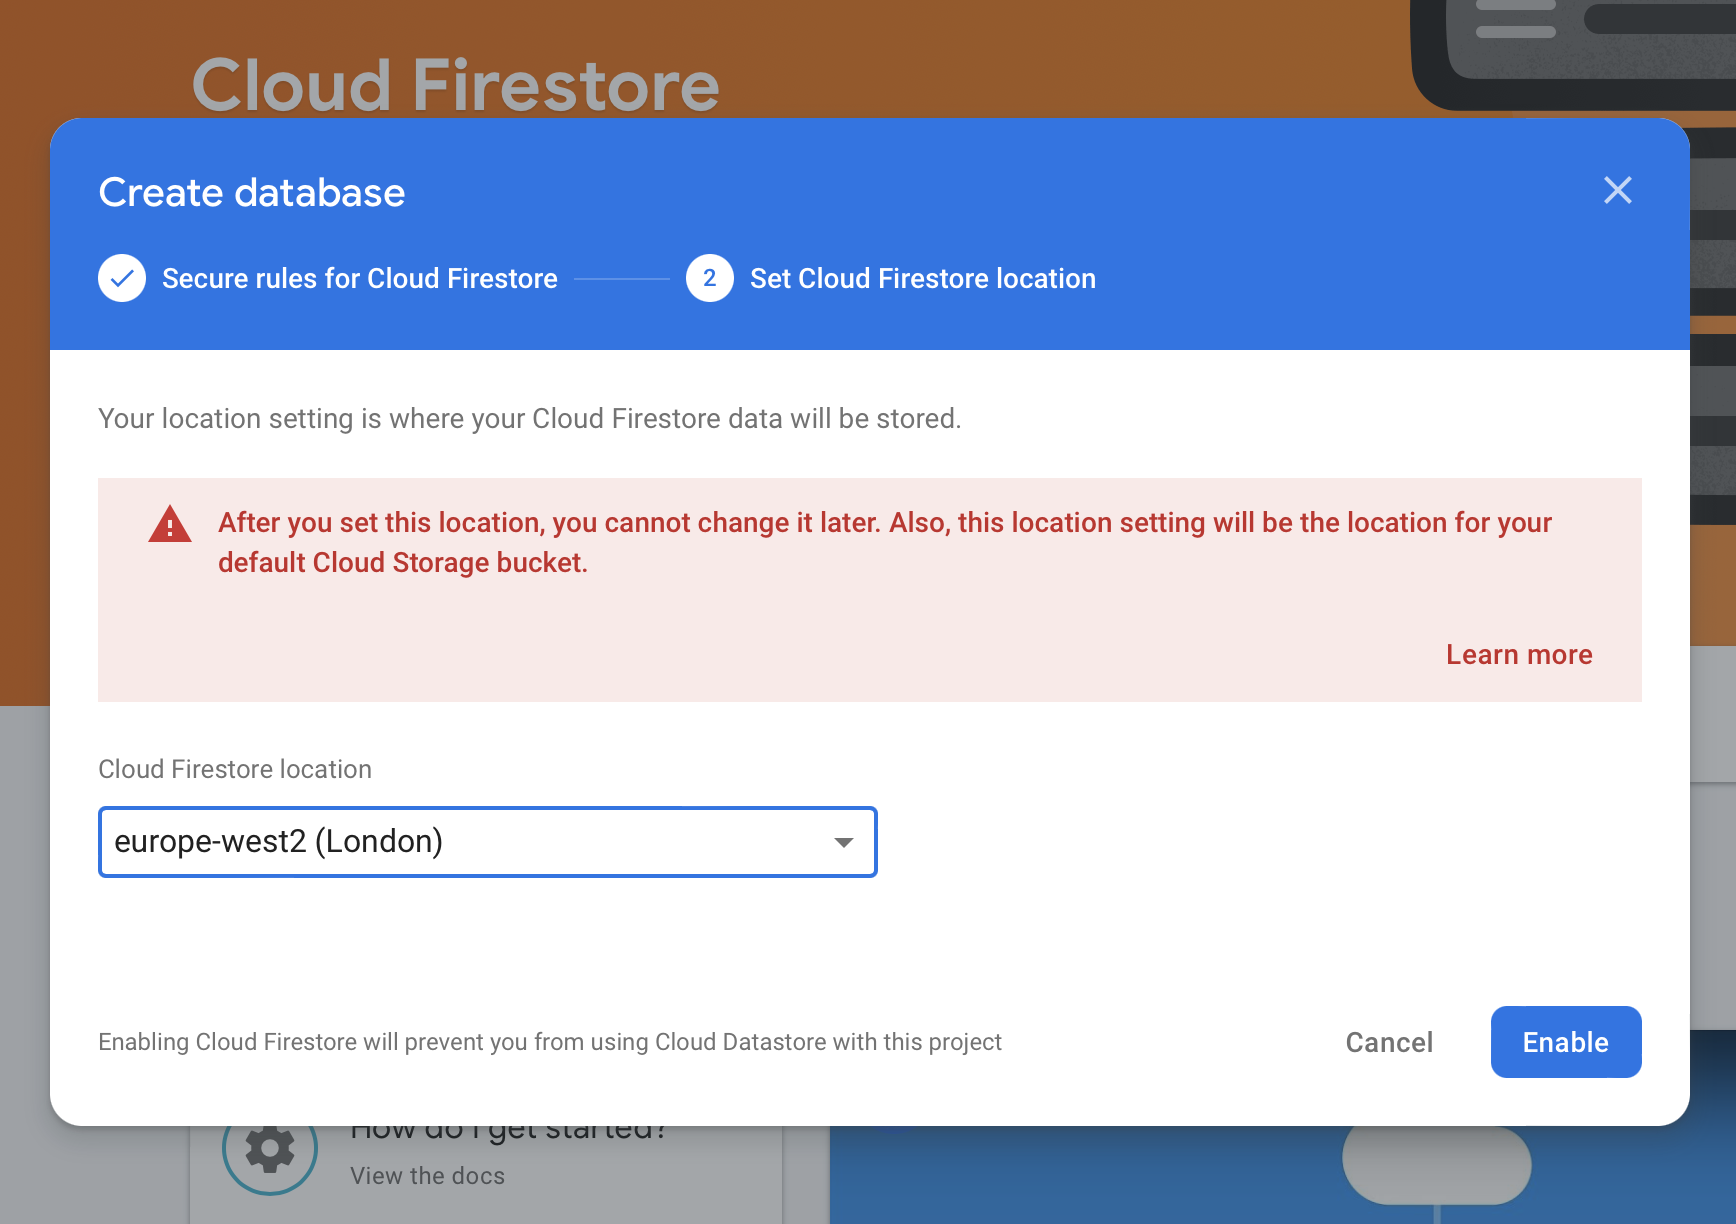 Cloud Firestore
Create database
Secure rules for Cloud Firestore
2 Set Cloud Firestore location
Your location setting is where your Cloud Firestore data will be stored.
After you set this location, you cannot change it later. Also, this location setting will be the location for your
default Cloud Storage bucket.
Learn more
Cloud Firestore location
europe-west2 (London)
Enabling Cloud Firestore will prevent you from using Cloud Datastore with this project
Cancel
Enable
How do I get started?
View the docs